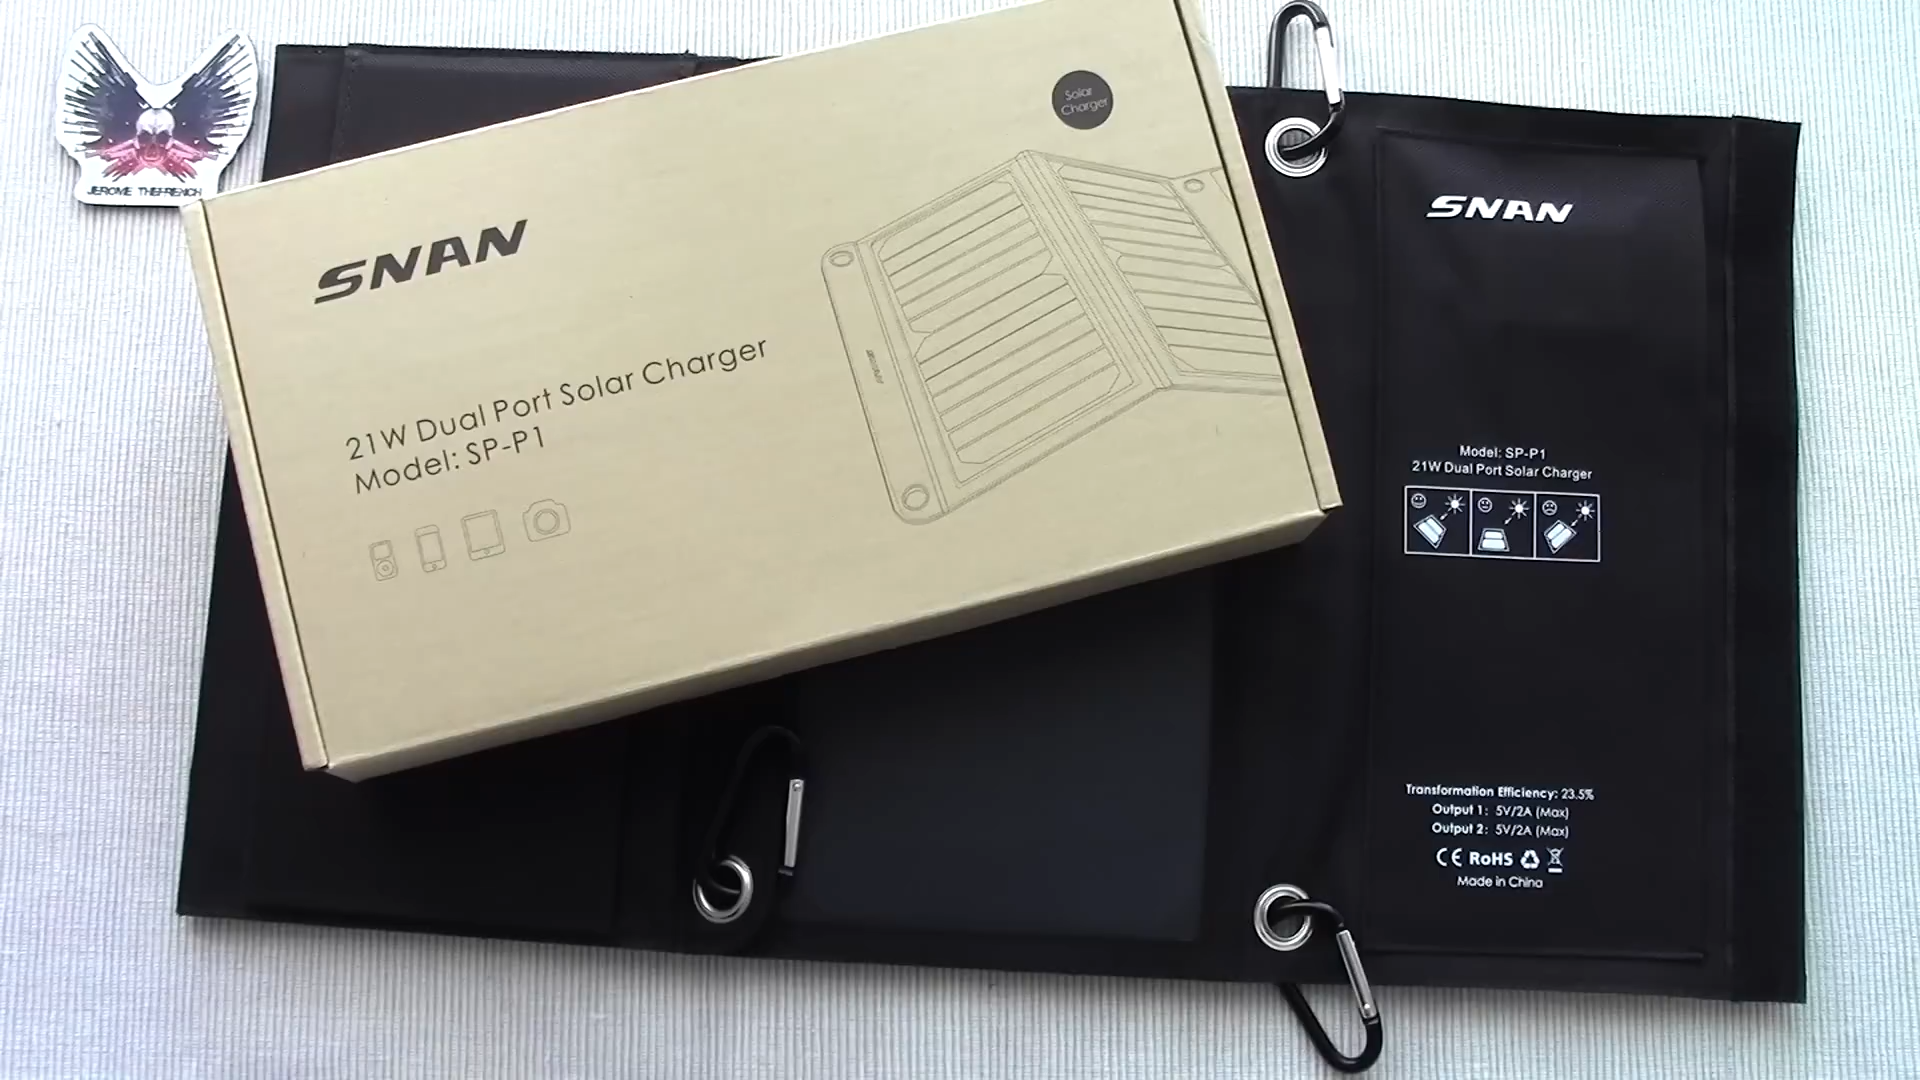 JEROME THEFRENCH
Solar
Charger
SNAN
21W Dual Port Solar Charger
Model: SP-P1
SNAN
Model: SP-P1
21W Dual Port Solar Charger
Transformation Efficiency: 23.5%
Output 1: 5V/2A (Max)
Output 2: 5V/2A (Max)
CE RoHS
Made in China